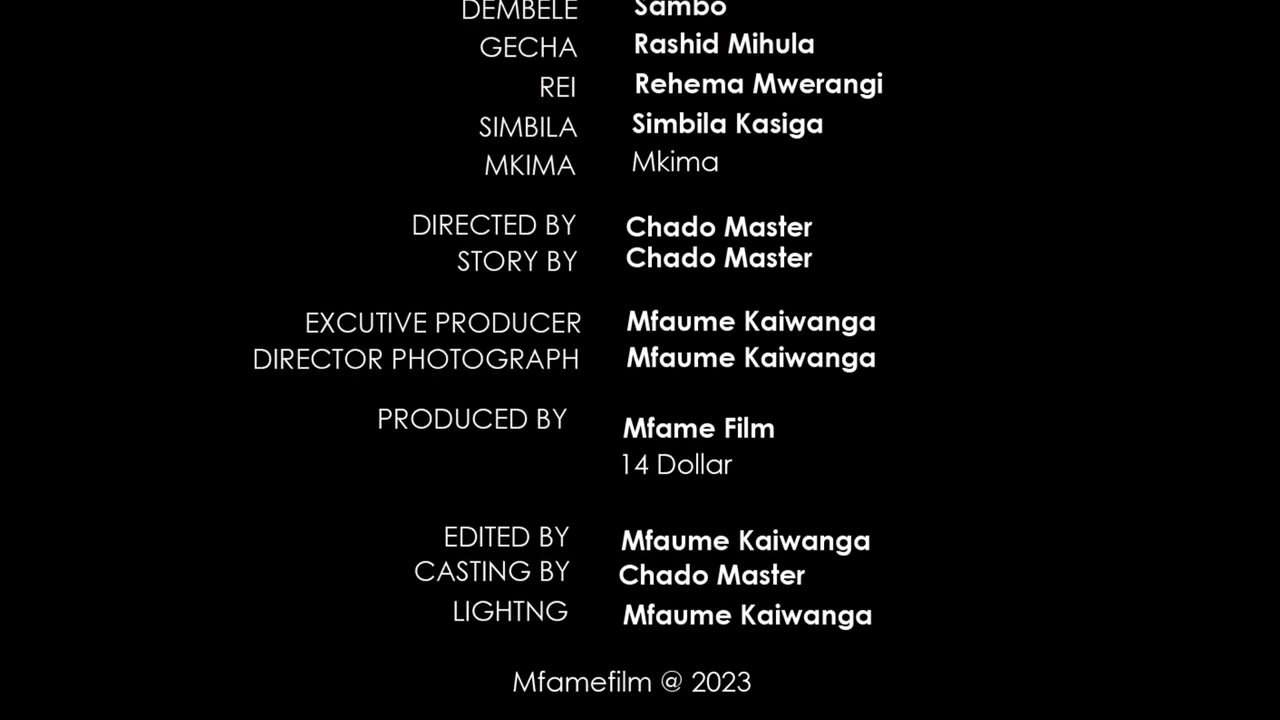 DEMBELE Sambo
GECHA Rashid Mihula
REI Rehema Mwerangi
SIMBILA Simbila Kasiga
MKIMA Mkima
DIRECTED BY Chado Master
STORY BY Chado Master
EXCUTIVE PRODUCER Mfaume Kaiwanga
DIRECTOR PHOTOGRAPH Mfaume Kaiwanga
PRODUCED BY Mfame Film
14 Dollar
EDITED BY Mfaume Kaiwanga
CASTING BY Chado Master
LIGHTNG Mfaume Kaiwanga
Mfamefilm @ 2023